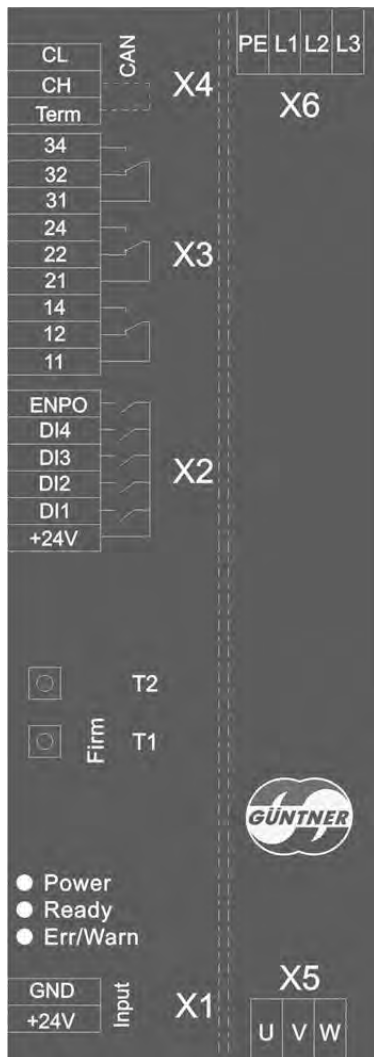 CL
CH
Term
CAN
X4
PE L1 L2 L3
X6
34
32
31
24
22
21
14
12
11
X3
ENPO
DI4
DI3
DI2
DI1
+24V
X2
T2
T1
Firm
GÜNTNER
Power
Ready
Err/Warn
GND
+24V
Input
X1
X5
U V W